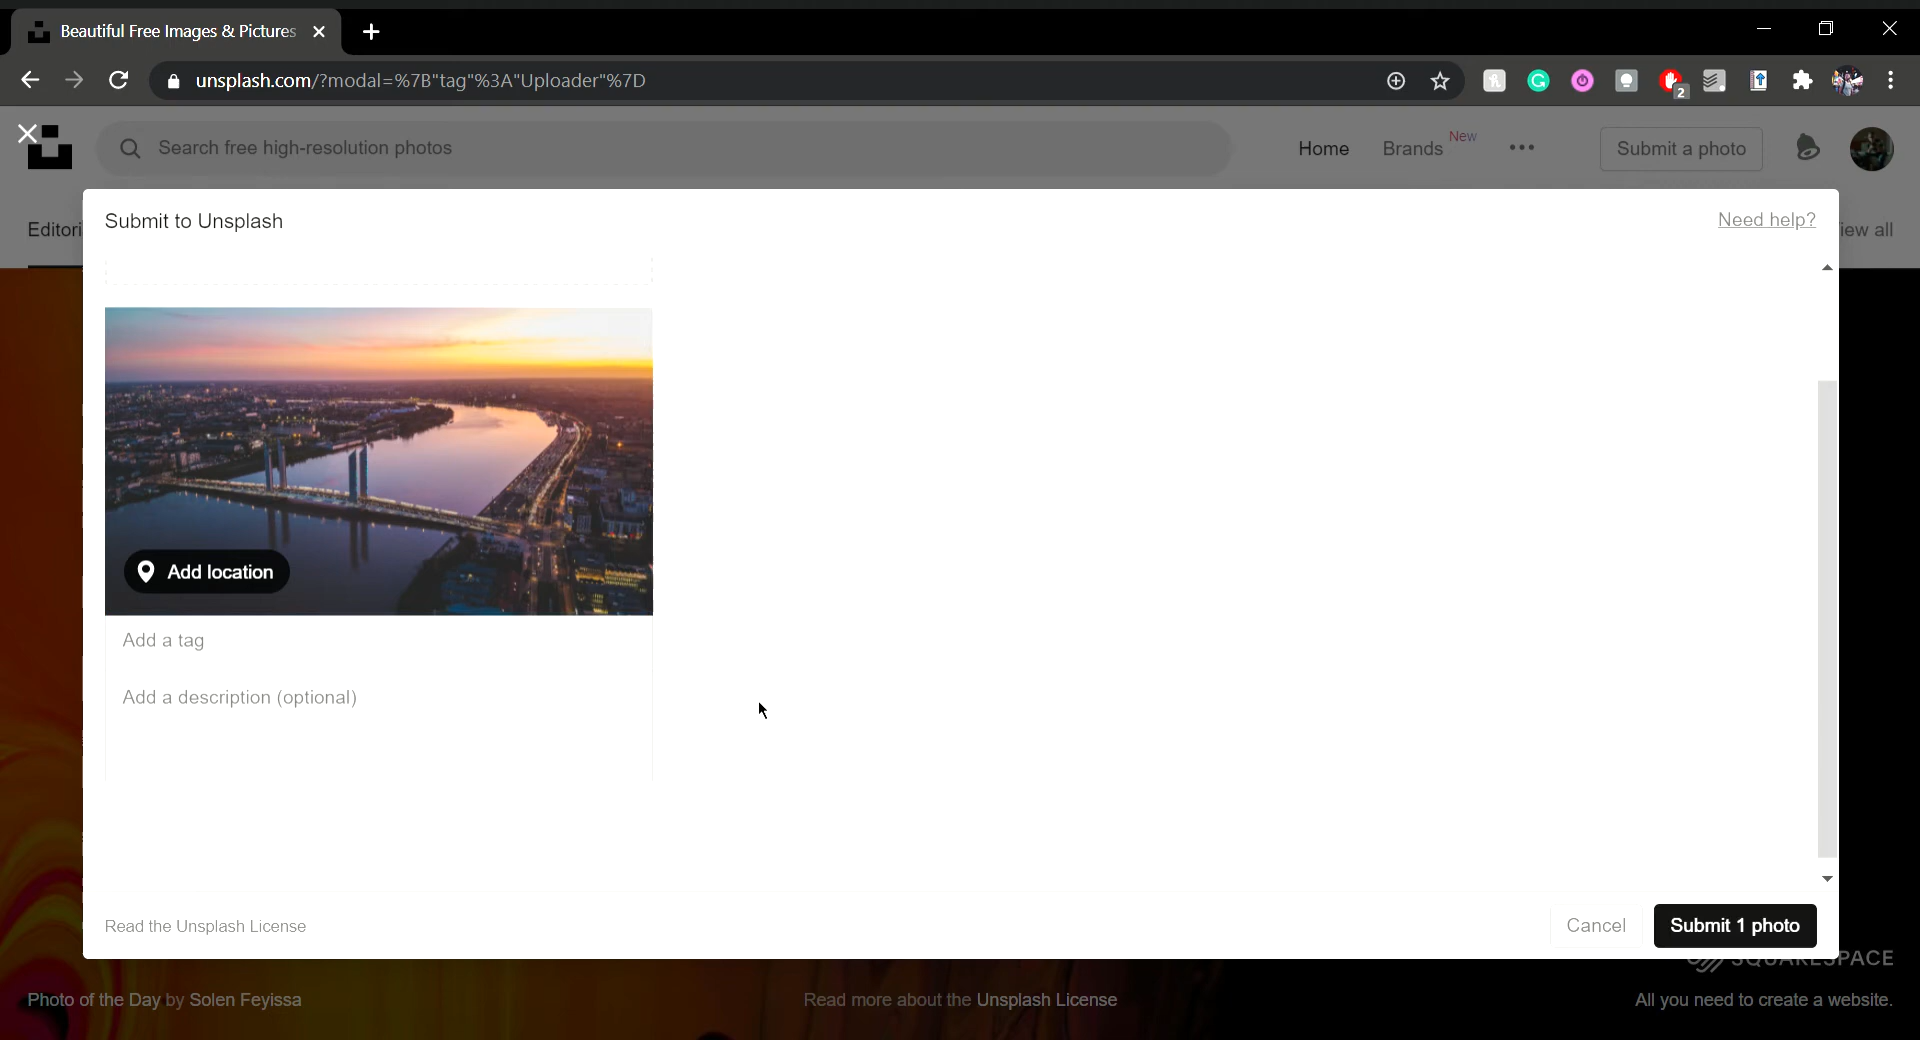 Beautiful Free Images & Pictures
unsplash.com/?modal=%7B"tag"%3A"Uploader"%7D
2
Search free high-resolution photos
Home
Brands
New
Submit a photo
Submit to Unsplash
Need help?
Editori
iew all
Add location
Add a tag
Add a description (optional)
Read the Unsplash License
Cancel
Submit 1 photo
SQUARESPACE
Photo of the Day by Solen Feyissa
Read more about the Unsplash License
All you need to create a website.